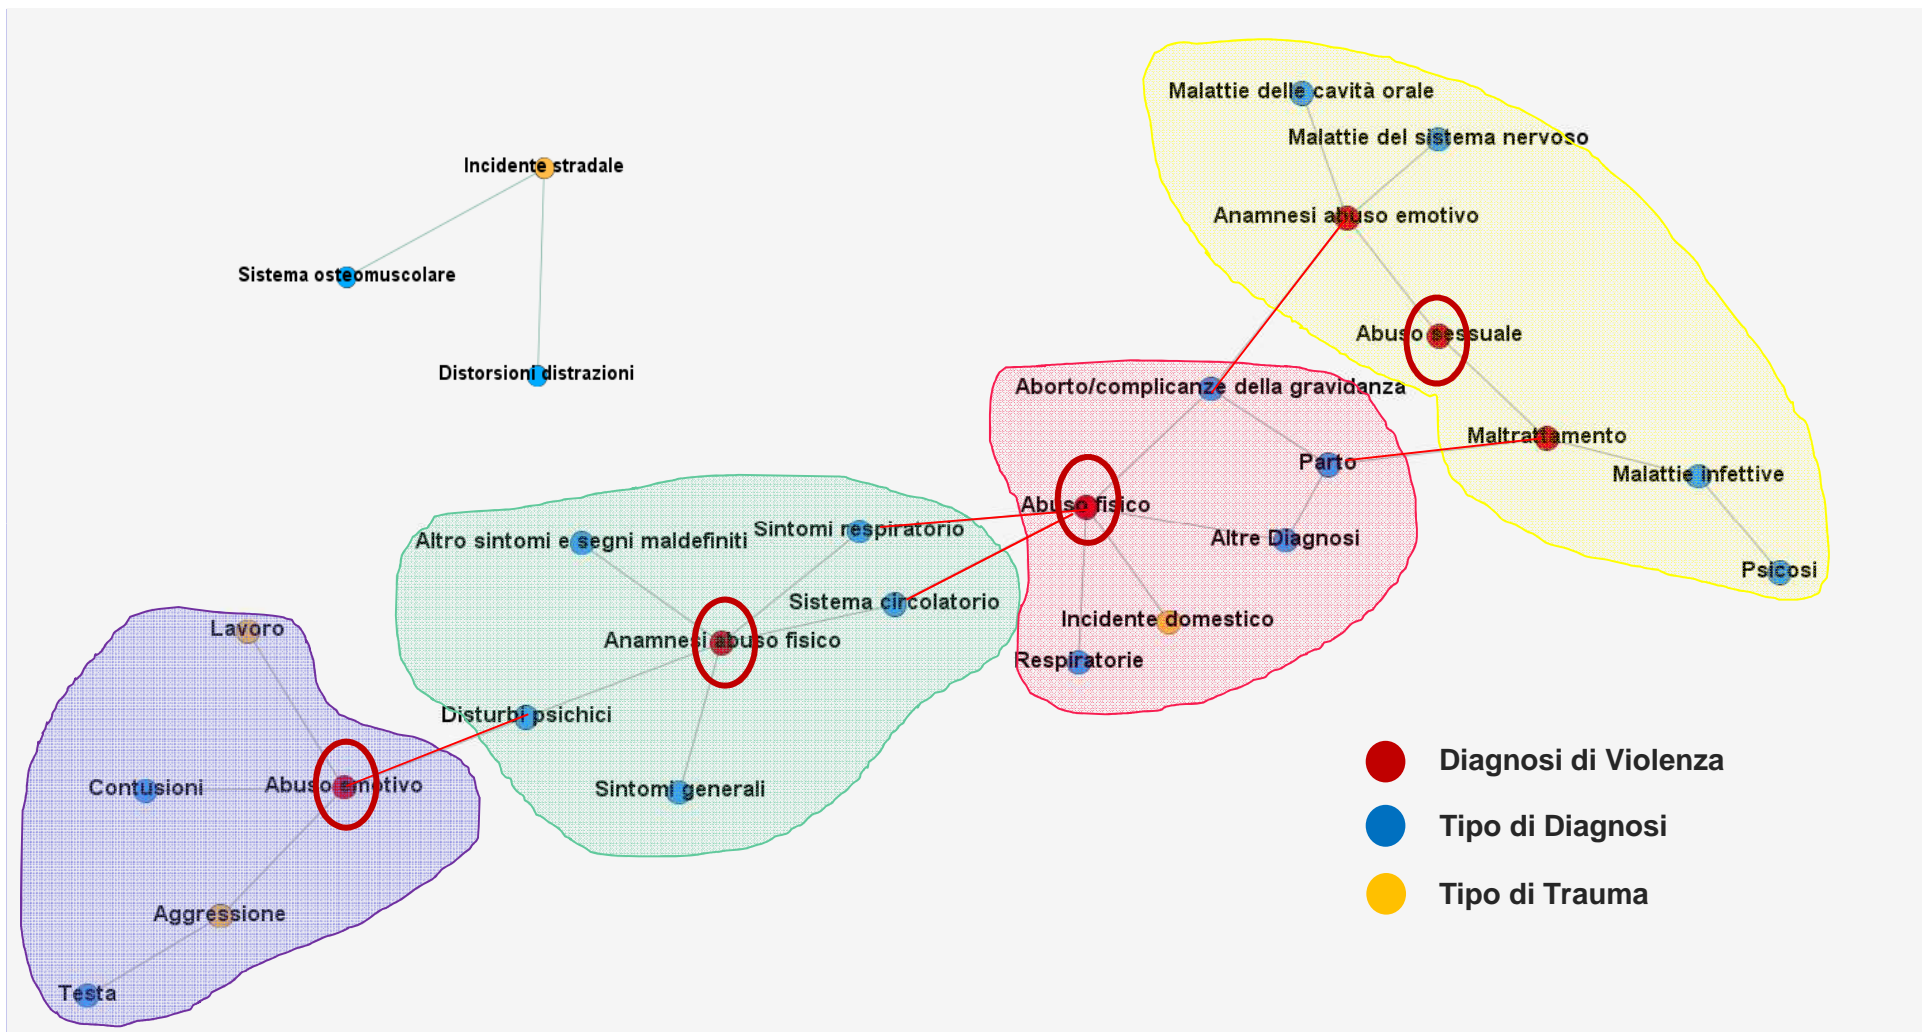 Malattie delle cavità orale
Malattie del sistema nervoso
Incidente stradale
Anamnesi abuso emotivo
Sistema osteomuscolare
Abuso sessuale
Distorsioni distrazioni
Aborto/complicanze della gravidanza
Maltrattamento
Parto
Malattie infettive
Abuso fisico
Sintomi respiratorio
Altro sintomi e segni maldefiniti
Altre Diagnosi
Psicosi
Sistema circolatorio
Incidente domestico
Lavoro
Anamnesi abuso fisico
Respiratorie
Disturbi psichici
Diagnosi di Violenza
Abuso emotivo
Contusioni
Sintomi generali
Tipo di Diagnosi
Tipo di Trauma
Aggressione
Testa